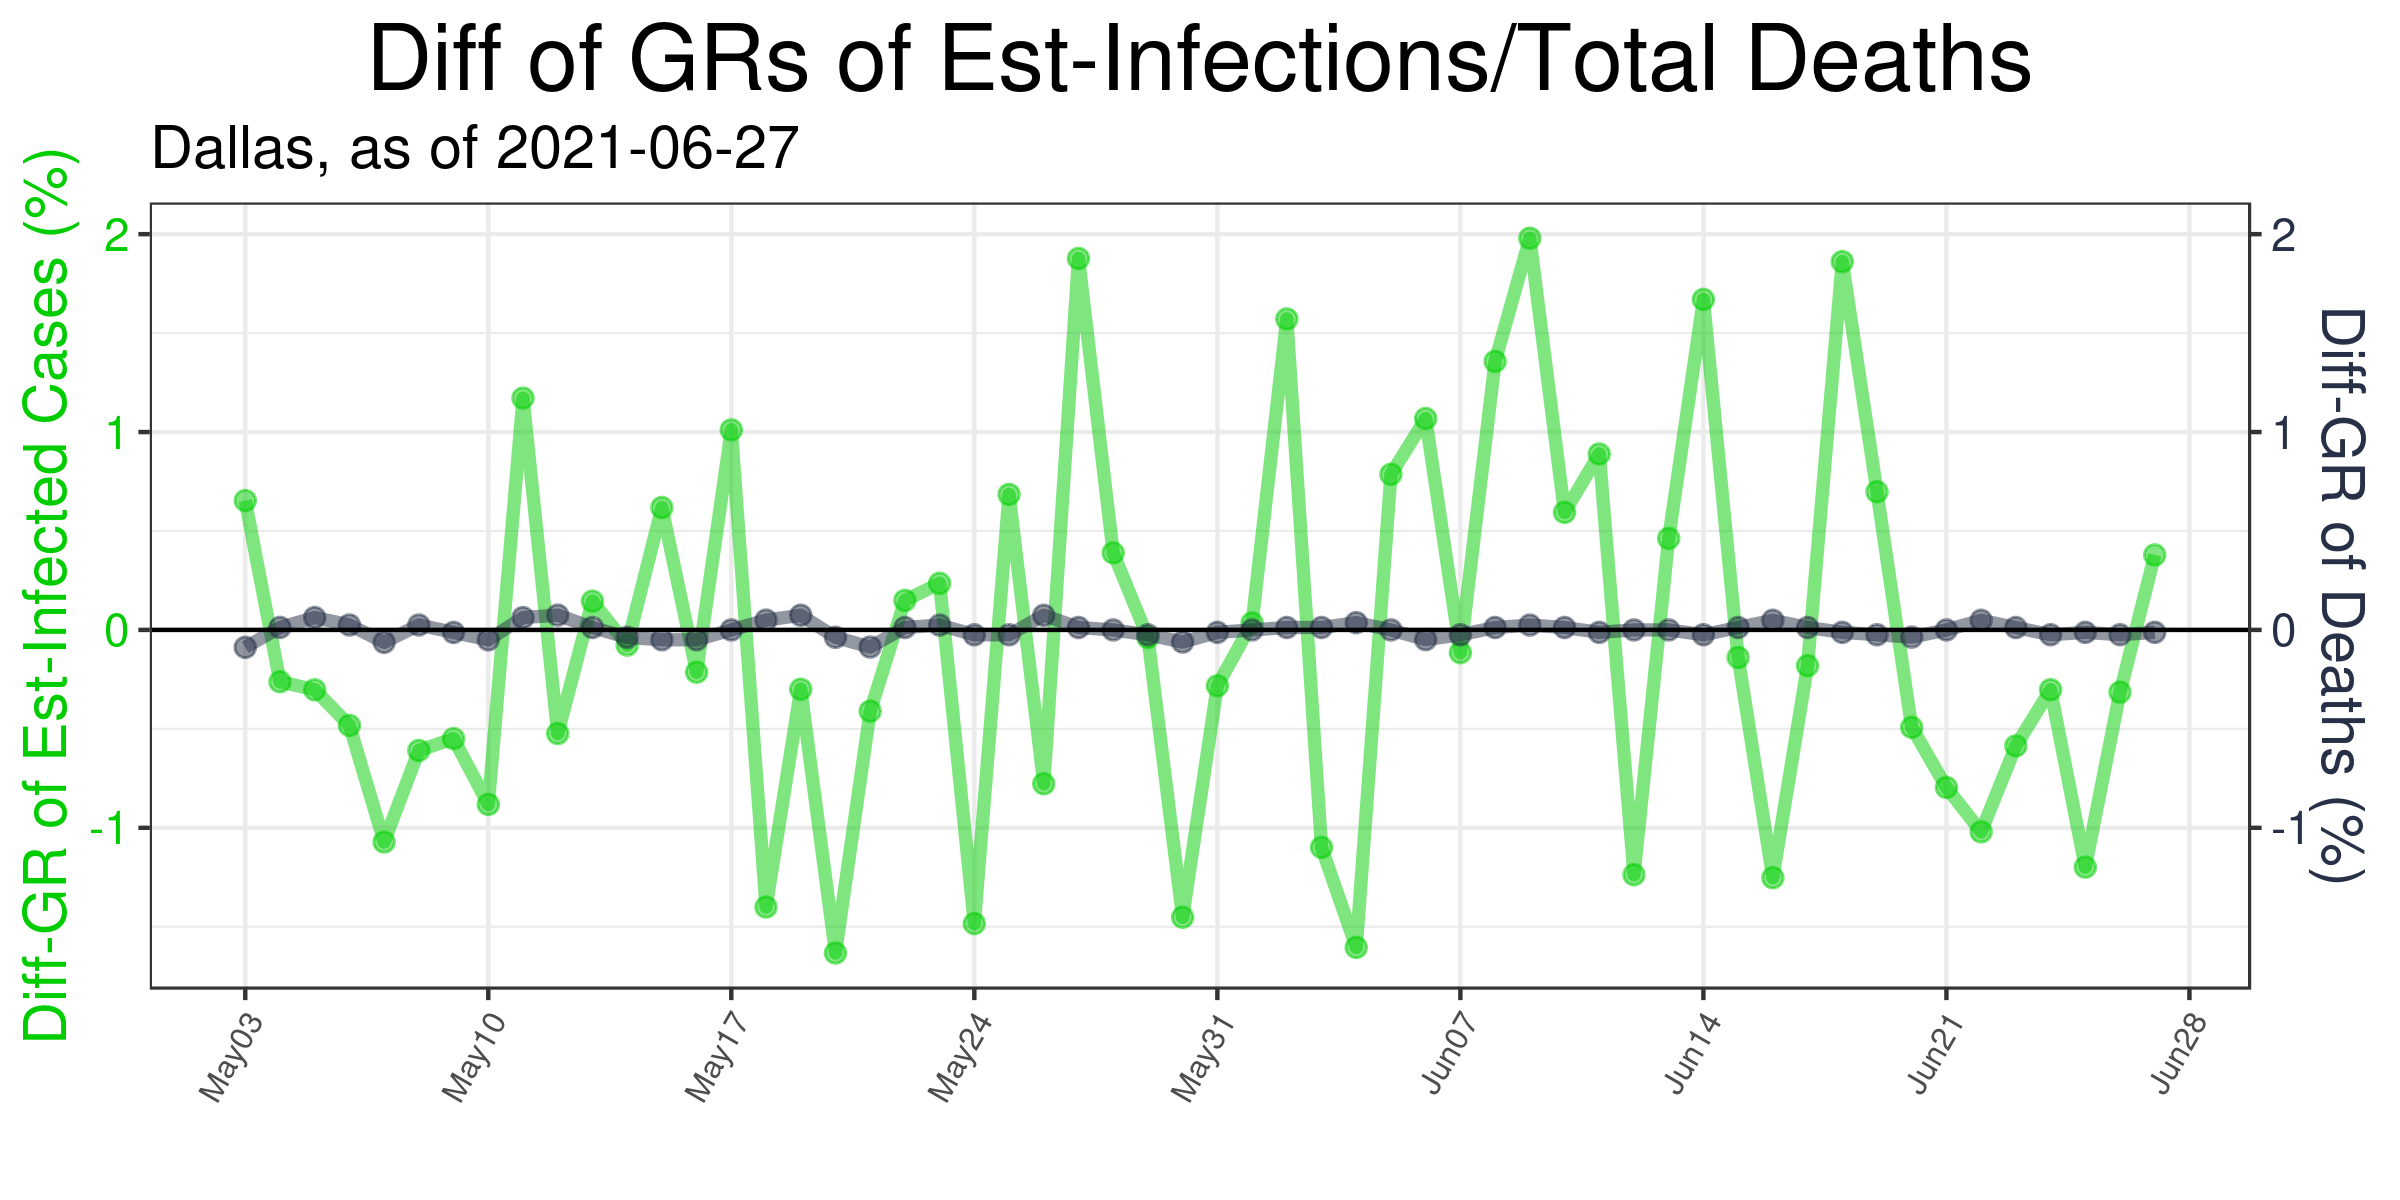 Diff of GRs of Est-Infections/Total Deaths
Dallas, as of 2021-06-27
Diff-GR of Est-Infected Cases (%)
2
1
0
-1
2
1
0
-1
Diff-GR of Deaths (%)
May03
May10
May17
May24
May31
Jun07
Jun14
Jun21
Jun28